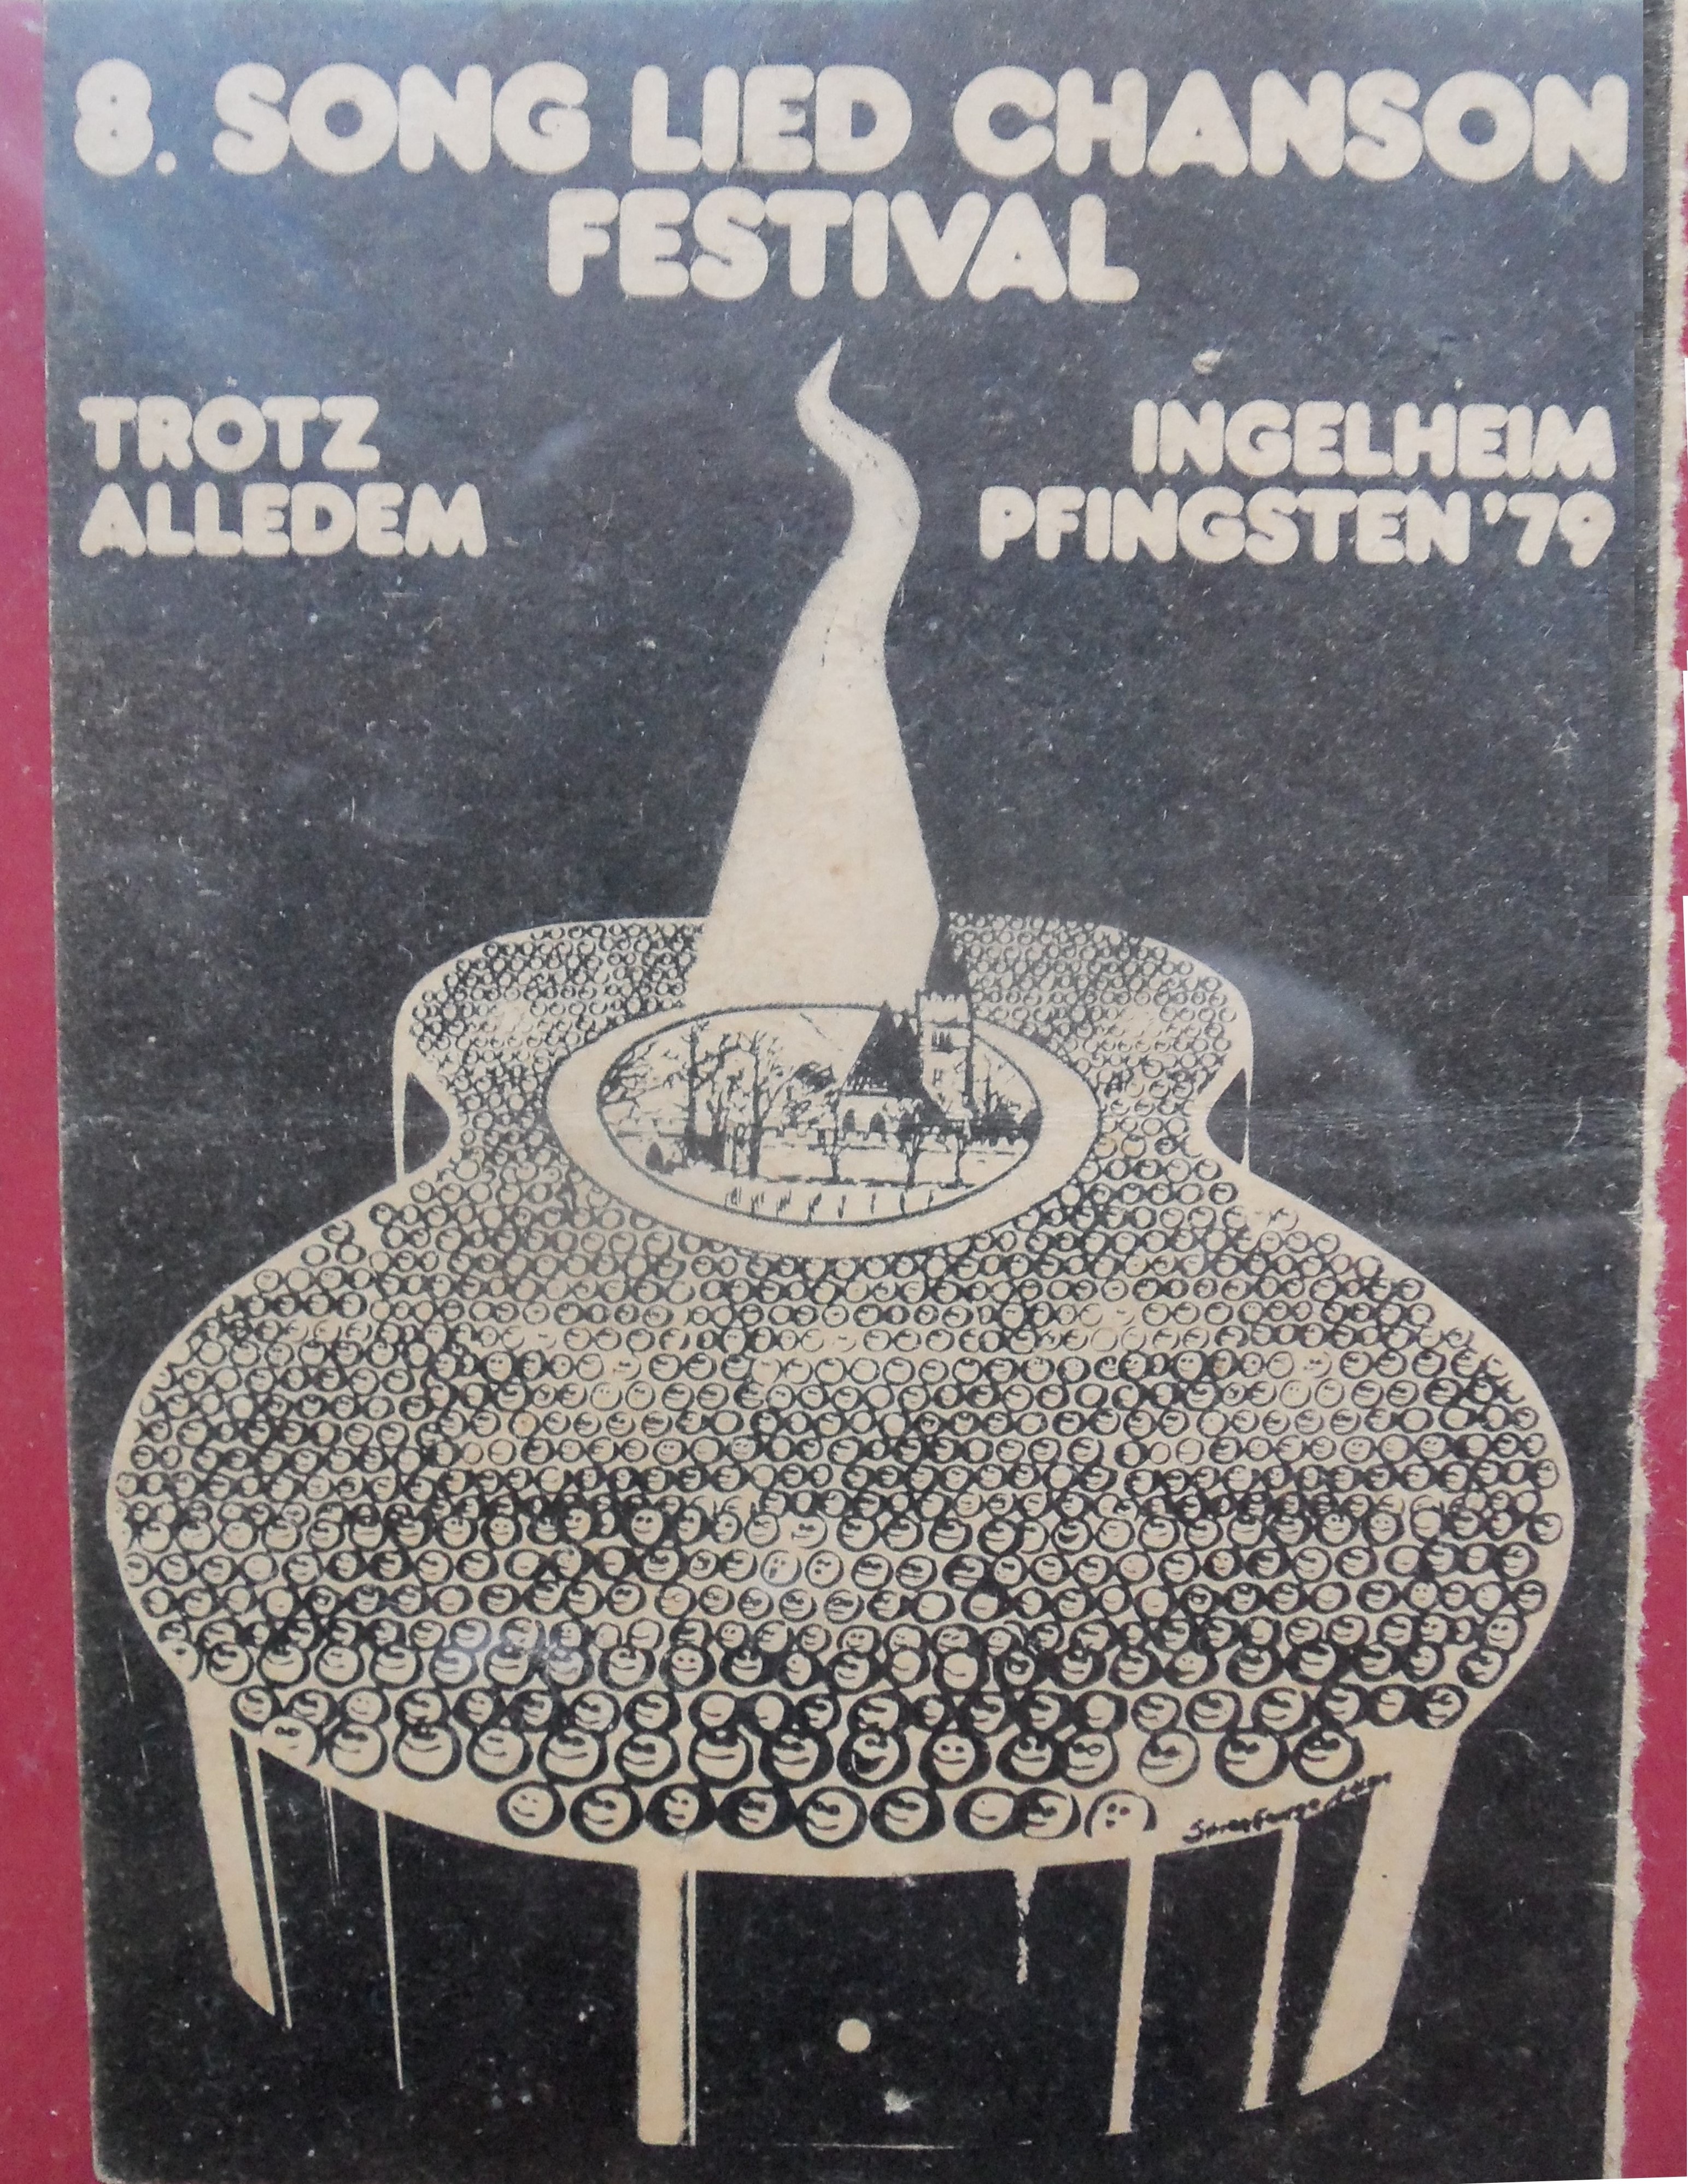 8. SONG LIED CHANSON
FESTIVAL
TROTZ
ALLEDEM
INGELHEIM
PFINGSTEN '79